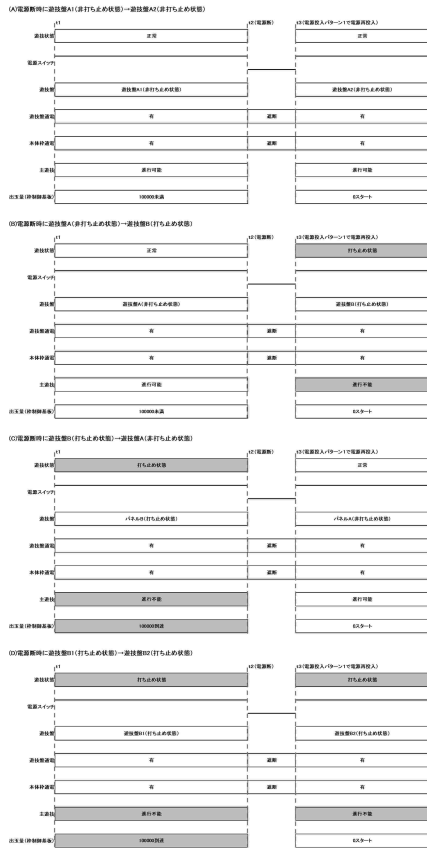 (A)電源断時に遊技盤A1(非打ち止め状態)→遊技盤A2(非打ち止め状態)
t1 t2(電源断) t3(電源投入パターン1で電源再投入)
遊技状態 正常 正常
電源スイッチ
遊技盤 遊技盤A1(非打ち止め状態) 遊技盤A2(非打ち止め状態)
遊技盤通電 有 遮断 有
本体枠通電 有 遮断 有
主遊技 進行可能 進行可能
出玉量(枠制御基板) 100000未満 0スタート
(B)電源断時に遊技盤A(非打ち止め状態)→遊技盤B(打ち止め状態)
t1 t2(電源断) t3(電源投入パターン1で電源再投入)
遊技状態 正常 打ち止め状態
電源スイッチ
遊技盤 遊技盤A(非打ち止め状態) 遊技盤B(打ち止め状態)
遊技盤通電 有 遮断 有
本体枠通電 有 遮断 有
主遊技 進行可能 進行不能
出玉量(枠制御基板) 100000未満 0スタート
(C)電源断時に遊技盤B(打ち止め状態)→遊技盤A(非打ち止め状態)
t1 t2(電源断) t3(電源投入パターン1で電源再投入)
遊技状態 打ち止め状態 正常
電源スイッチ
遊技盤 パネルB(打ち止め状態) パネルA(非打ち止め状態)
遊技盤通電 有 遮断 有
本体枠通電 有 遮断 有
主遊技 進行不能 進行可能
出玉量(枠制御基板) 100000到達 0スタート
(D)電源断時に遊技盤B1(打ち止め状態)→遊技盤B2(打ち止め状態)
t1 t2(電源断) t3(電源投入パターン1で電源再投入)
遊技状態 打ち止め状態 打ち止め状態
電源スイッチ
遊技盤 遊技盤B1(打ち止め状態) 遊技盤B2(打ち止め状態)
遊技盤通電 有 遮断 有
本体枠通電 有 遮断 有
主遊技 進行不能 進行不能
出玉量(枠制御基板) 100000到達 0スタート